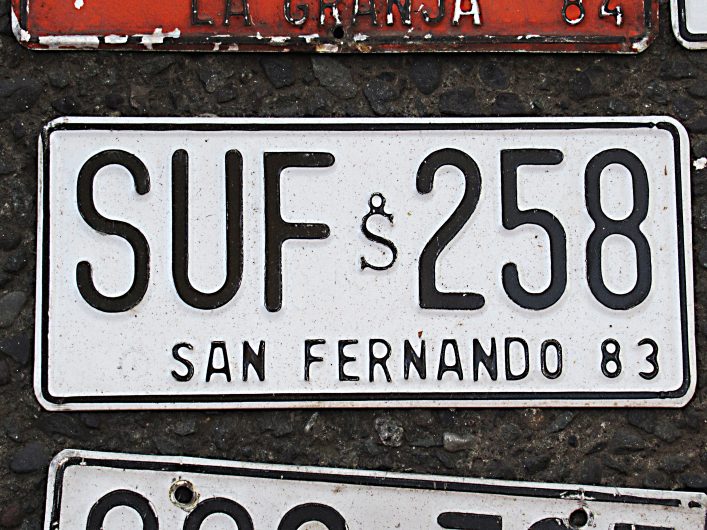 LA GRANJA 84
SUF S 258
SAN FERNANDO 83